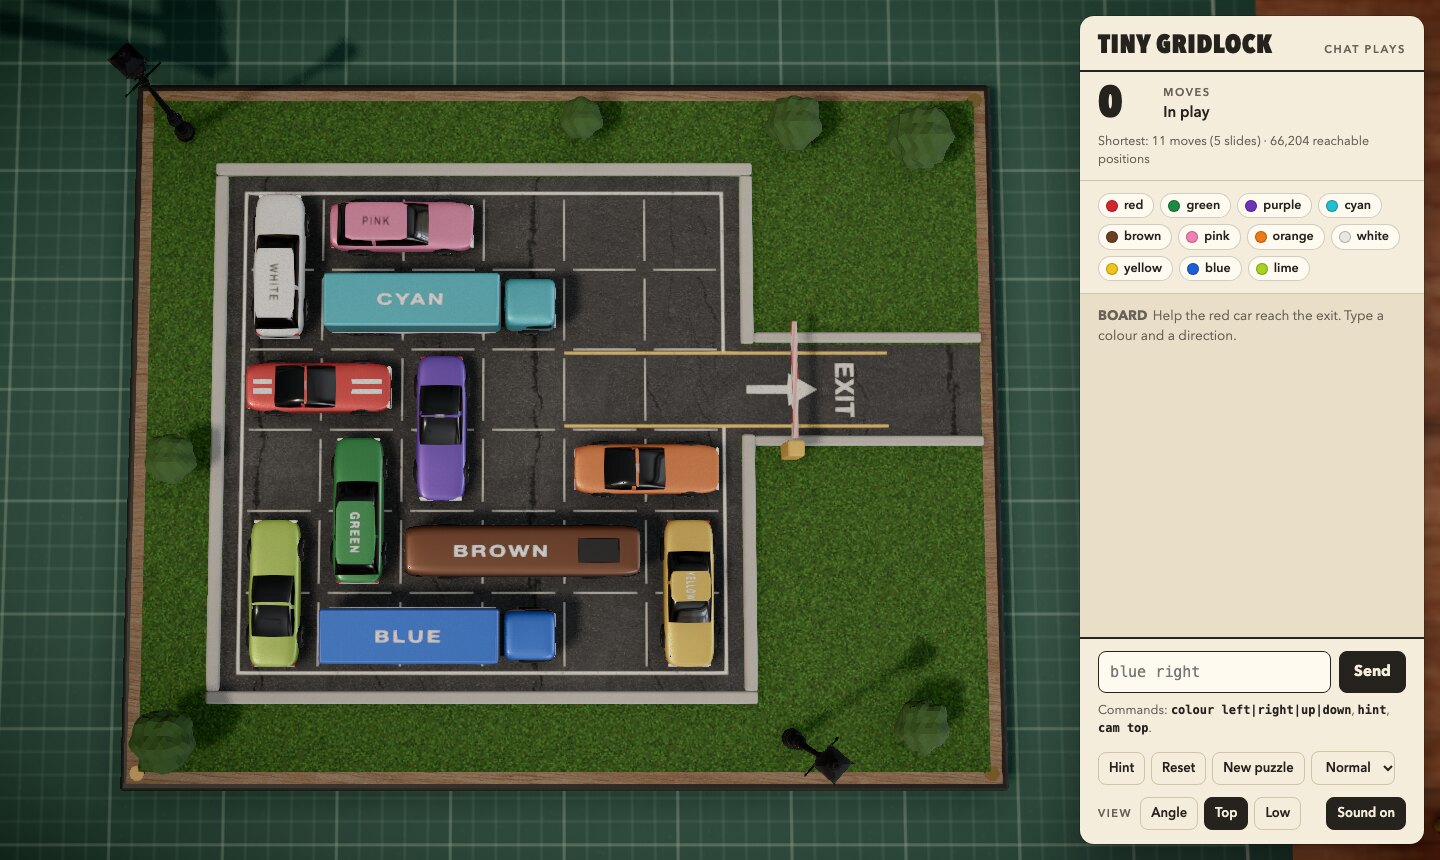 TINY GRIDLOCK
CHAT PLAYS
0
MOVES
In play
Shortest: 11 moves (5 slides) · 66,204 reachable
positions
red
green
purple
cyan
brown
pink
orange
white
yellow
blue
lime
BOARD Help the red car reach the exit. Type a
colour and a direction.
blue right
Send
Commands: colour left|right|up|down, hint,
cam top.
Hint
Reset
New puzzle
Normal
VIEW
Angle
Top
Low
Sound on
WHITE
PINK
CYAN
EXIT
GREEN
BROWN
YELLOW
BLUE